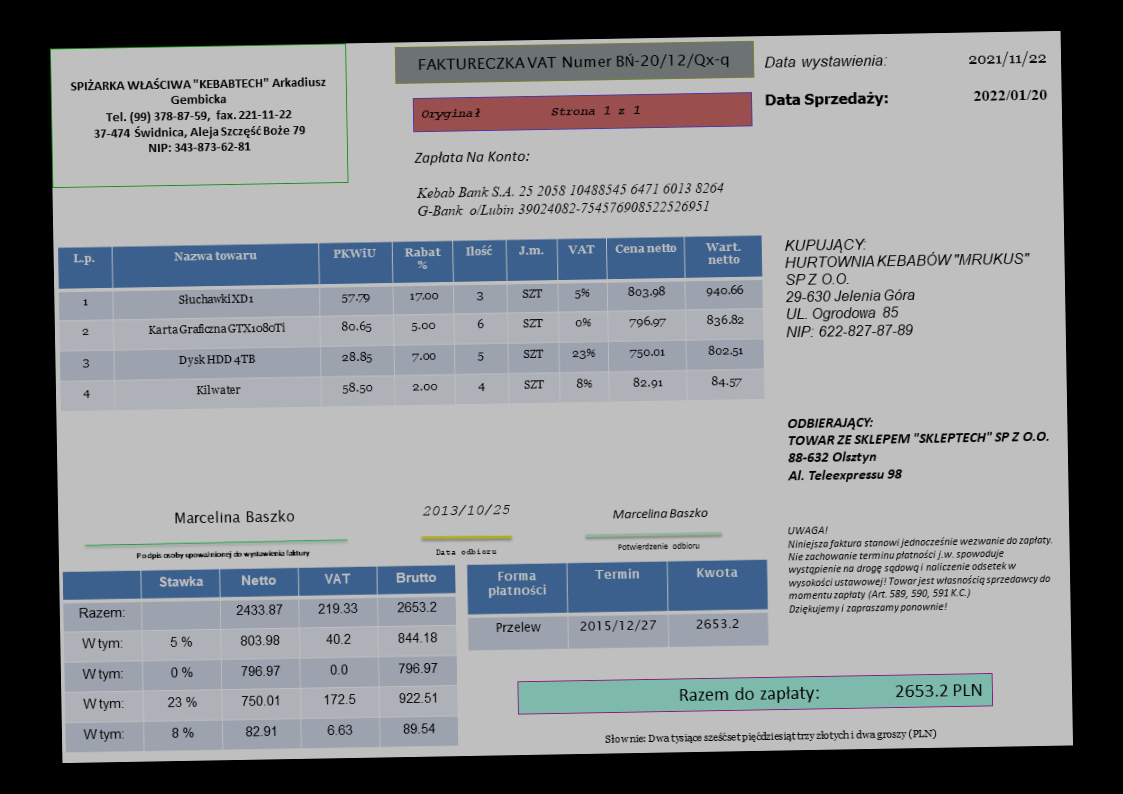 SPIŻARKA WŁAŚCIWA "KEBABTECH" Arkadiusz
Gembicka
Tel. (99) 378-87-59, fax. 221-11-22
37-474 Świdnica, Aleja Szczęść Boże 79
NIP: 343-873-62-81
FAKTURECZKA VAT Numer BŃ-20/12/Qx-q
Oryginał Strona 1 z 1
Data wystawienia: 2021/11/22
Data Sprzedaży: 2022/01/20
Zapłata Na Konto:
Kebab Bank S.A. 25 2058 10488545 6471 6013 8264
G-Bank o/Lubin 39024082-754576908522526951
L.p. Nazwa towaru PKWiU Rabat % Ilość J.m. VAT Cena netto Wart. netto
1 Słuchawki XD1 57.79 17.00 3 SZT 5% 803.98 940.66
2 Karta Graficzna GTX1080Ti 80.65 5.00 6 SZT 0% 796.97 836.82
3 Dysk HDD 4TB 28.85 7.00 5 SZT 23% 750.01 802.51
4 Kilwater 58.50 2.00 4 SZT 8% 82.91 84.57
KUPUJĄCY:
HURTOWNIA KEBABÓW "MRUKUS"
SP Z O.O.
29-630 Jelenia Góra
UL. Ogrodowa 85
NIP: 622-827-87-89
ODBIERAJĄCY:
TOWAR ZE SKLEPEM "SKLEPTECH" SP Z O.O.
88-632 Olsztyn
Al. Teleexpressu 98
Marcelina Baszko
Podpis osoby upoważnionej do wystawienia faktury
2013/10/25
Data odbioru
Marcelina Baszko
Potwierdzenie odbioru
UWAGA!
Niniejsza faktura stanowi jednocześnie wezwanie do zapłaty.
Nie zachowanie terminu płatności j.w. spowoduje
wystąpienie na drogę sądową i naliczenie odsetek w
wysokości ustawowej! Towar jest własnością sprzedawcy do
momentu zapłaty (Art. 589, 590, 591 K.C.)
Dziękujemy i zapraszamy ponownie!
Stawka Netto VAT Brutto
Razem: 2433.87 219.33 2653.2
W tym: 5 % 803.98 40.2 844.18
W tym: 0 % 796.97 0.0 796.97
W tym: 23 % 750.01 172.5 922.51
W tym: 8 % 82.91 6.63 89.54
Forma płatności Termin Kwota
Przelew 2015/12/27 2653.2
Razem do zapłaty: 2653.2 PLN
Słownie: Dwa tysiące sześćset pięćdziesiąt trzy złotych i dwa groszy (PLN)